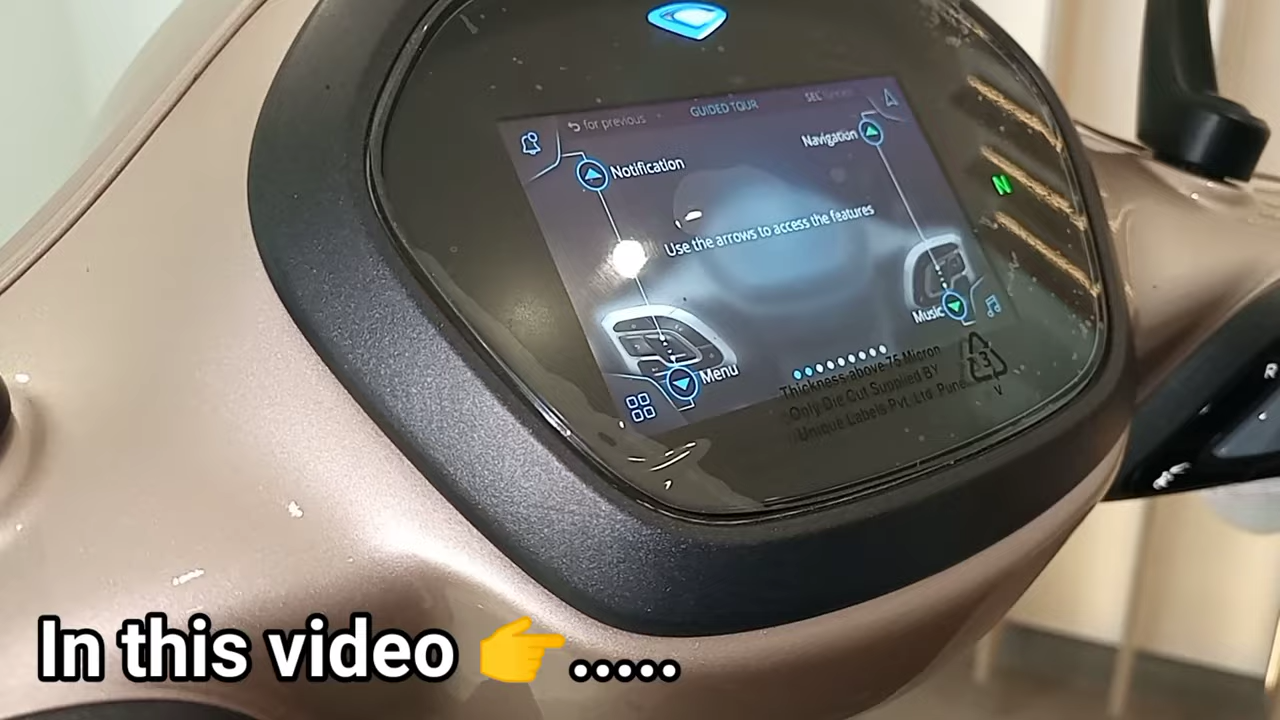 for previous
GUIDED TOUR
Notification
Navigation
N
Use the arrows to access the features
Music
Menu
Thickness above 75 Micron
Only Die Cut Supplied BY
Unique Labels Pvt. Ltd Pune
3
V
R
In this video 👉.....